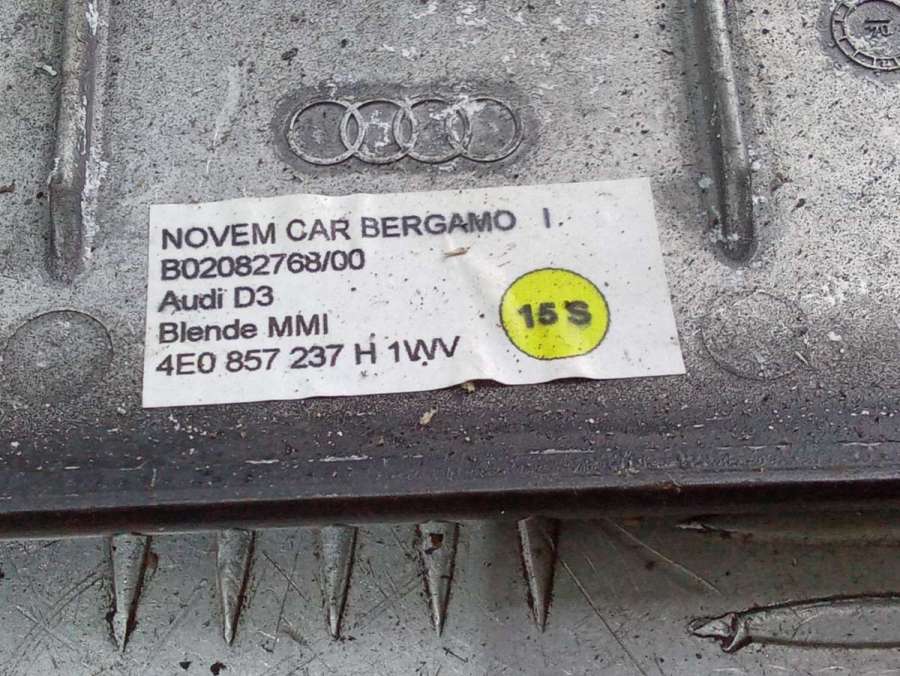 NOVEM CAR BERGAMO I
B02082768/00
Audi D3
Blende MMI
4E0 857 237 H 1WV
15 S